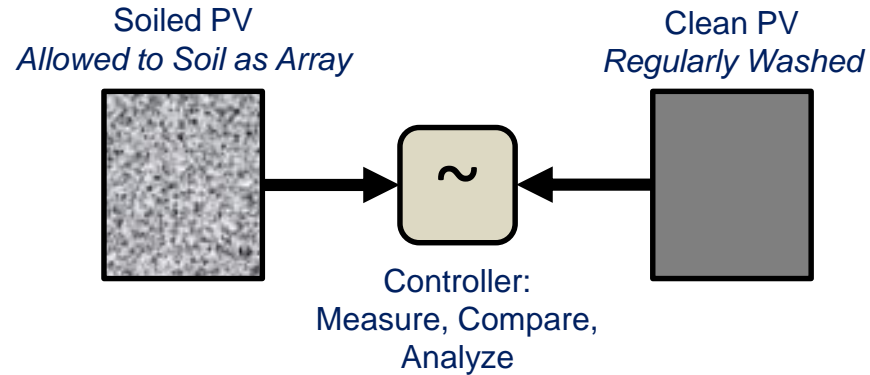 Soiled PV
Allowed to Soil as Array
Clean PV
Regularly Washed
~
Controller:
Measure, Compare,
Analyze